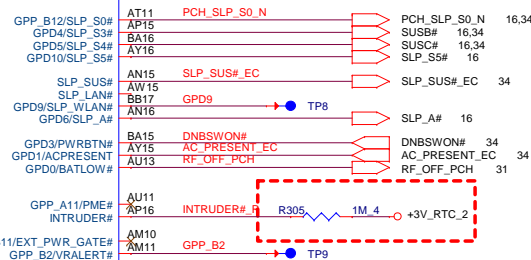 GPP_B12/SLP_S0# AT11 PCH_SLP_S0_N PCH_SLP_S0_N 16,34
GPD4/SLP_S3# AP15 SUSB# 16,34
GPD5/SLP_S4# BA16 SUSC# 16,34
GPD10/SLP_S5# AY16 SLP_S5# 16
SLP_SUS# AN15 SLP_SUS#_EC SLP_SUS#_EC 34
SLP_LAN# AW15
GPD9/SLP_WLAN# BB17 GPD9 TP8
GPD6/SLP_A# AN16 SLP_A# 16
GPD3/PWRBTN# BA15 DNBSWON# DNBSWON# 34
GPD1/ACPRESENT AY15 AC_PRESENT_EC AC_PRESENT_EC 34
GPD0/BATLOW# AU13 RF_OFF_PCH RF_OFF_PCH 31
GPP_A11/PME# AU11
INTRUDER# AP16 INTRUDER#_R R305 1M_4 +3V_RTC_2
11/EXT_PWR_GATE# AM10
GPP_B2/VRALERT# AM11 GPP_B2 TP9